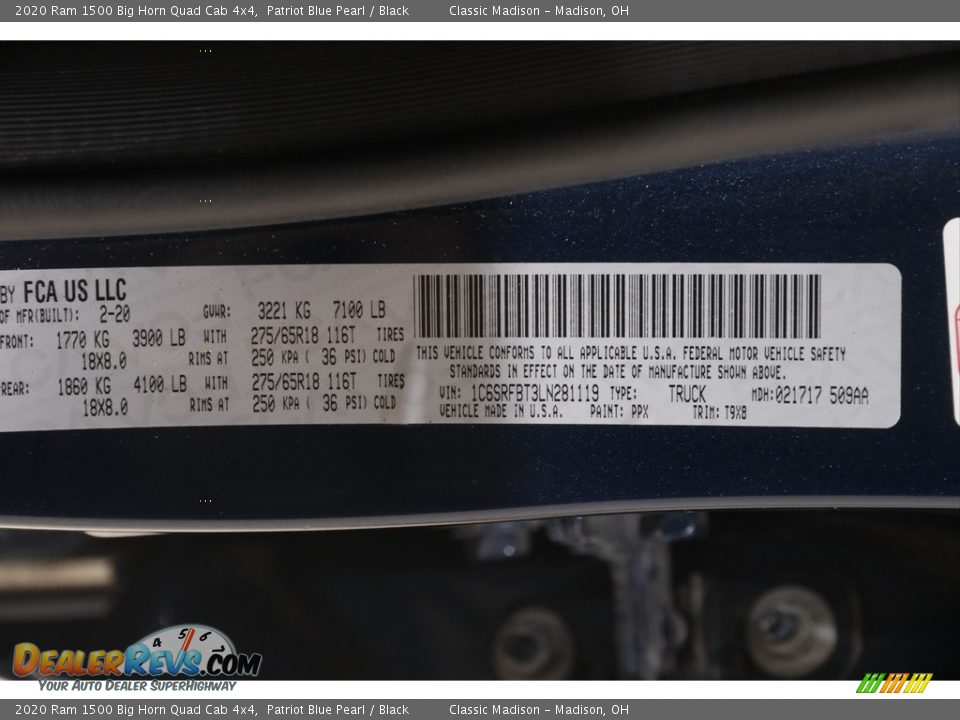 2020 Ram 1500 Big Horn Quad Cab 4x4, Patriot Blue Pearl / Black Classic Madison - Madison, OH
BY FCA US LLC
OF MFR(BUILT): 2-20 GVWR: 3221 KG 7100 LB
FRONT: 1770 KG 3900 LB WITH 275/65R18 116T TIRES
18X8.0 RIMS AT 250 KPA ( 36 PSI) COLD
REAR: 1860 KG 4100 LB WITH 275/65R18 116T TIRES
18X8.0 RIMS AT 250 KPA ( 36 PSI) COLD
THIS VEHICLE CONFORMS TO ALL APPLICABLE U.S.A. FEDERAL MOTOR VEHICLE SAFETY
STANDARDS IN EFFECT ON THE DATE OF MANUFACTURE SHOWN ABOVE.
VIN: 1C6SRFBT3LN281119 TYPE: TRUCK MDH:021717 509AA
VEHICLE MADE IN U.S.A. PAINT: PPX TRIM: T9X8
4 5 6
DealerRevs.com
Your Auto Dealer SuperHighway
2020 Ram 1500 Big Horn Quad Cab 4x4, Patriot Blue Pearl / Black Classic Madison - Madison, OH